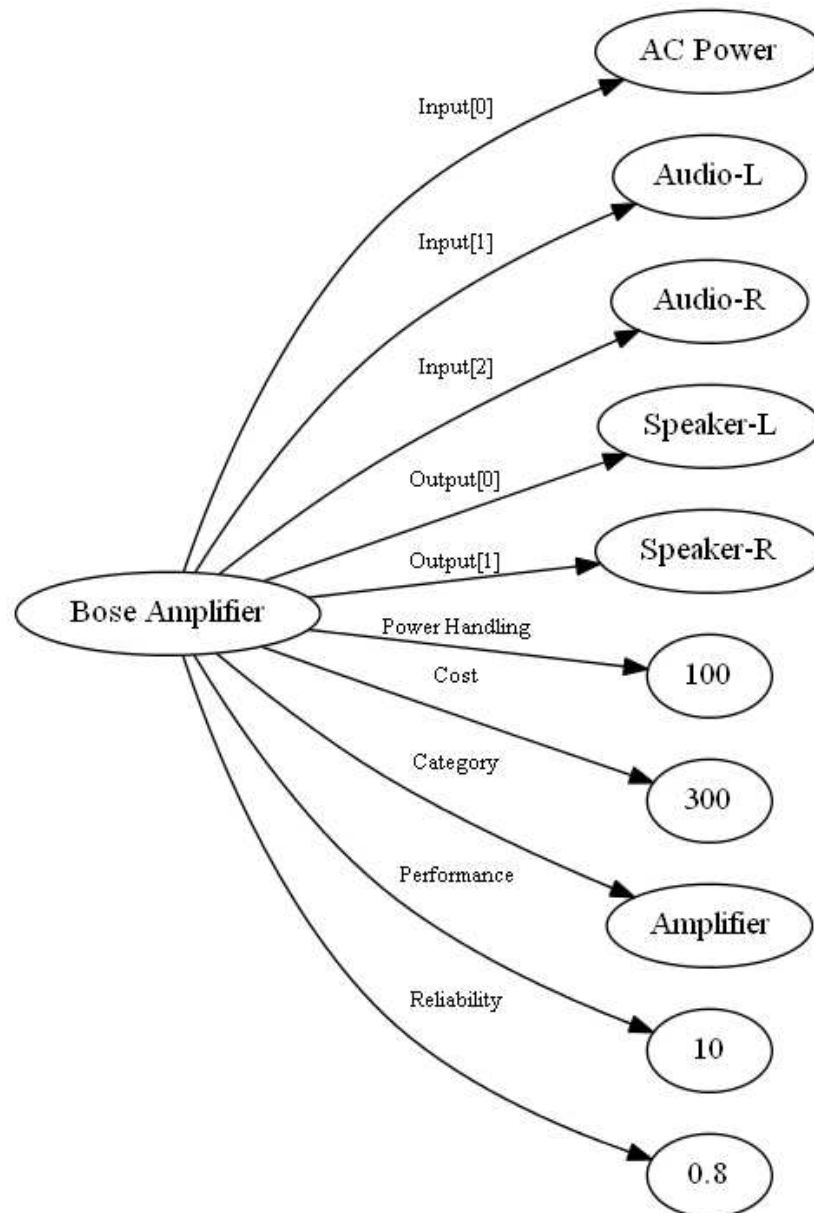 AC Power
Input[0]
Audio-L
Input[1]
Audio-R
Input[2]
Speaker-L
Output[0]
Speaker-R
Output[1]
Bose Amplifier
Power Handling
100
Cost
300
Category
Amplifier
Performance
10
Reliability
0.8